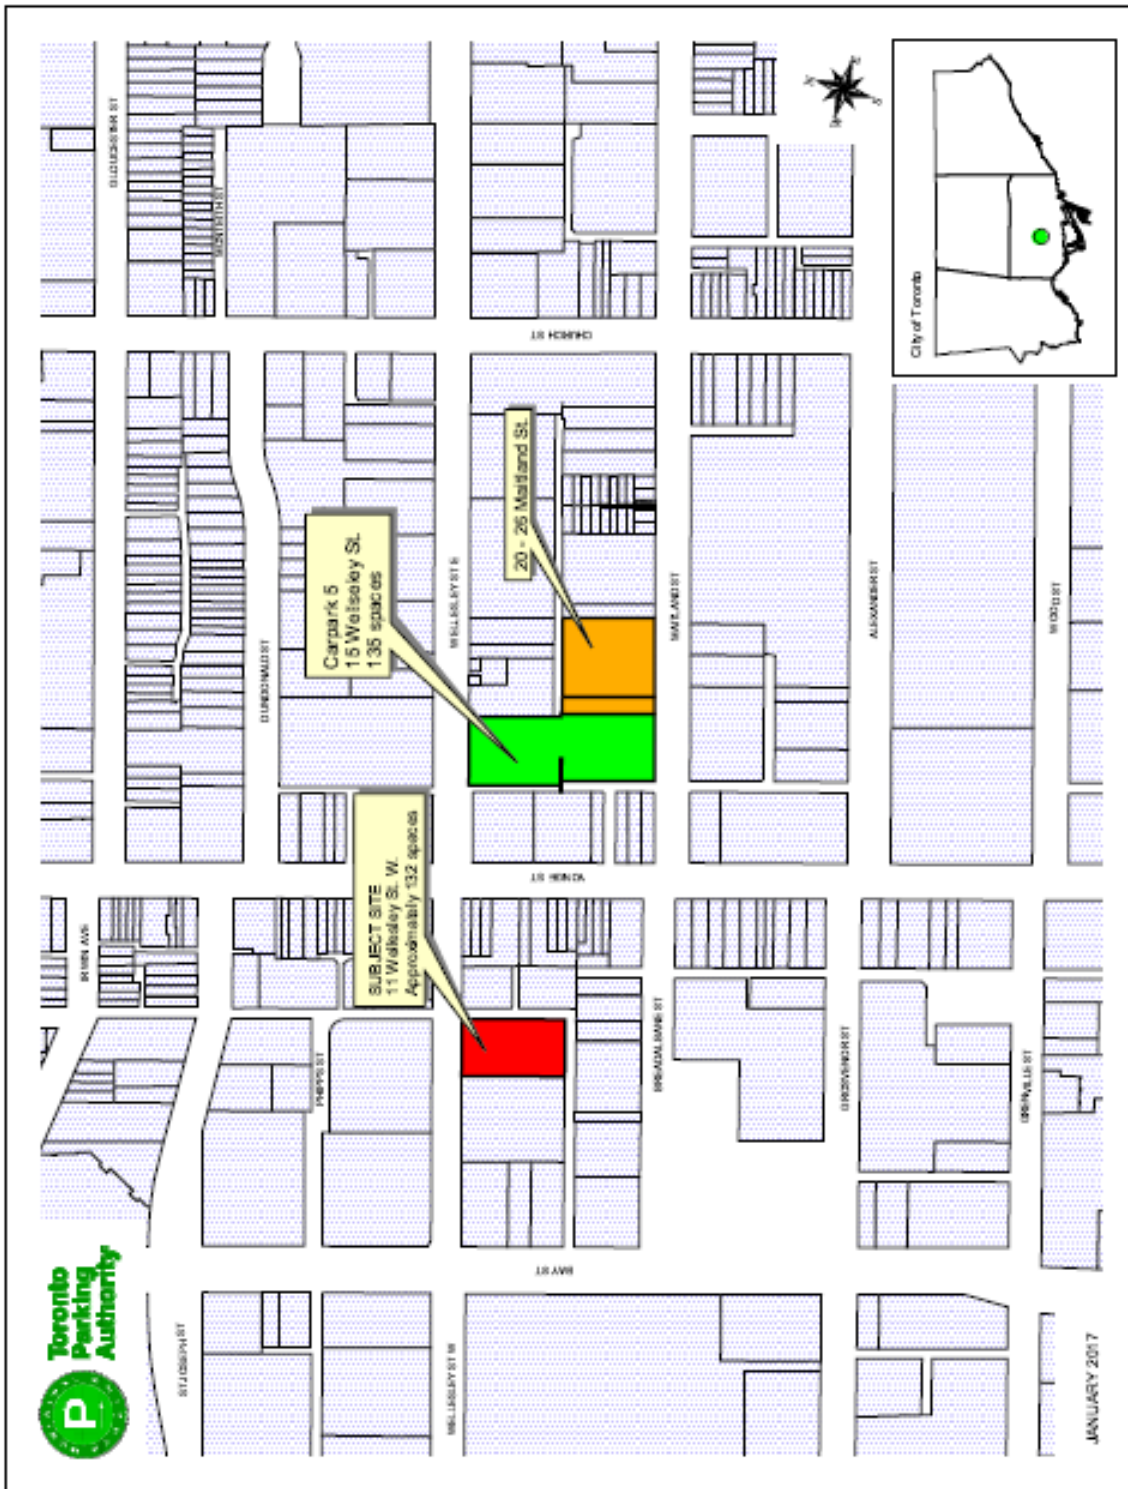 Toronto
Parking
Authority
P
ST JOSEPH ST
IRWIN AVE
GLOUCESTER ST
PHIPPS ST
DUNDONALD ST
SUBJECT SITE
11 Wellesley St. W.
Approximately 132 spaces
Carpark 5
15 Wellseley St.
135 spaces
WELLESLEY ST W
WELLESLEY ST E
20 - 26 Maitland St.
BAY ST
YONGE ST
CHURCH ST
BREADALBANE ST
MAITLAND ST
GROSVENOR ST
ALEXANDER ST
GRENVILLE ST
WOOD ST
N
E
S
W
City of Toronto
JANUARY 2017